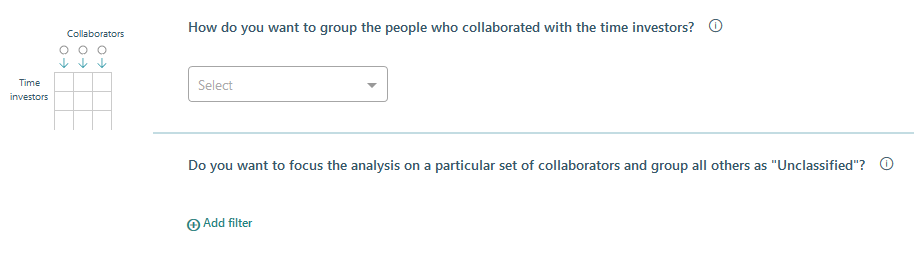 How do you want to group the people who collaborated with the time investors?
Collaborators
Time
investors
Select
Do you want to focus the analysis on a particular set of collaborators and group all others as "Unclassified"?
Add filter